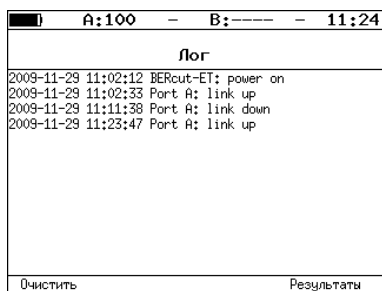 A:100 – B:---- – 11:24
Лог
2009-11-29 11:02:12 BERcut-ET: power on
2009-11-29 11:02:33 Port A: link up
2009-11-29 11:11:38 Port A: link down
2009-11-29 11:23:47 Port A: link up
Очистить Результаты